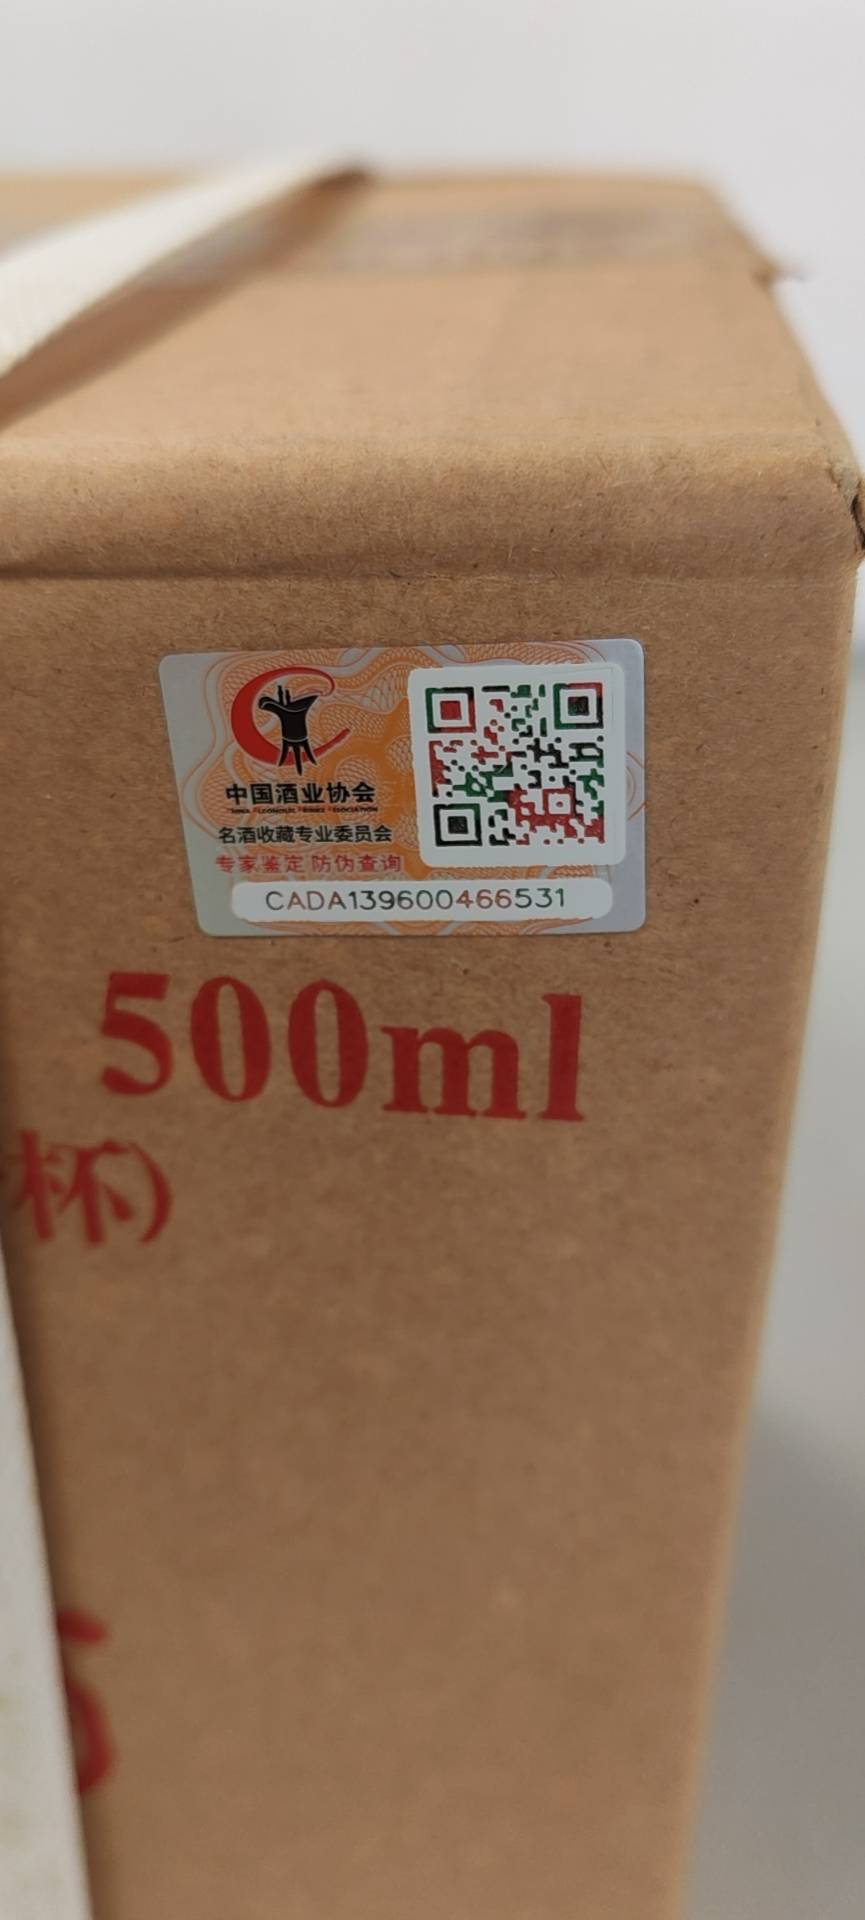 中国酒业协会
名酒收藏专业委员会
专家鉴定 防伪查询
CADA139600466531
500ml
杯)